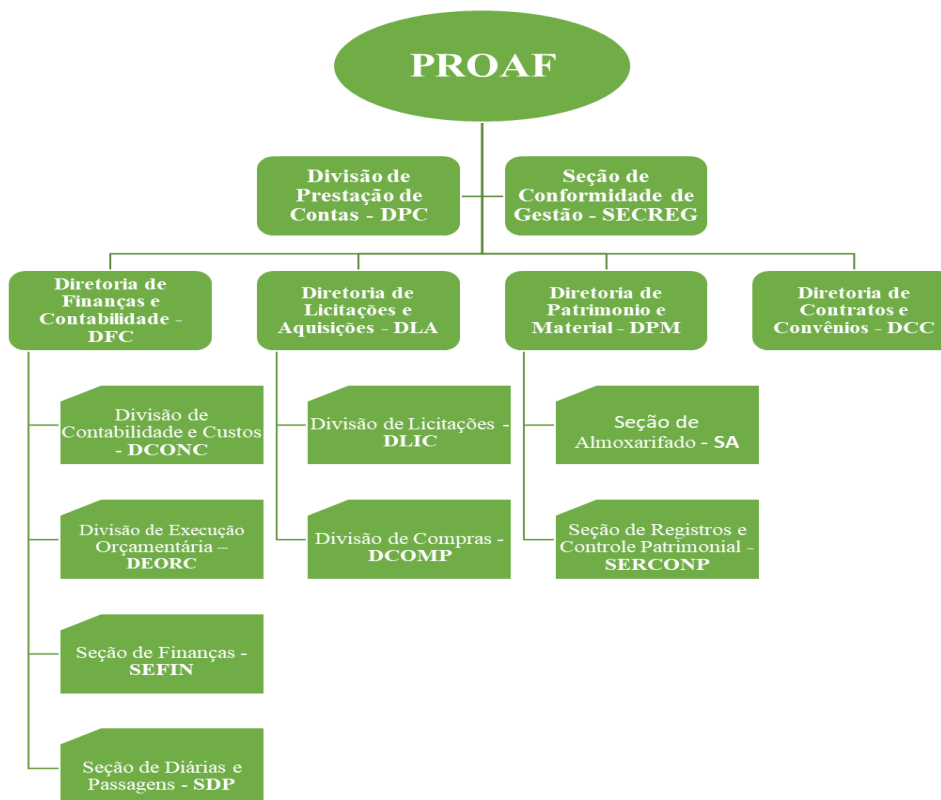 PROAF
Divisão de
Prestação de
Contas - DPC
Seção de
Conformidade de
Gestão - SECREG
Diretoria de
Finanças e
Contabilidade -
DFC
Diretoria de
Licitações e
Aquisições - DLA
Diretoria de
Patrimonio e
Material - DPM
Diretoria de
Contratos e
Convênios - DCC
Divisão de
Contabilidade e Custos
- DCONC
Divisão de Execução
Orçamentária –
DEORC
Seção de Finanças -
SEFIN
Seção de Diárias e
Passagens - SDP
Divisão de Licitações -
DLIC
Divisão de Compras -
DCOMP
Seção de
Almoxarifado - SA
Seção de Registros e
Controle Patrimonial -
SERCONP